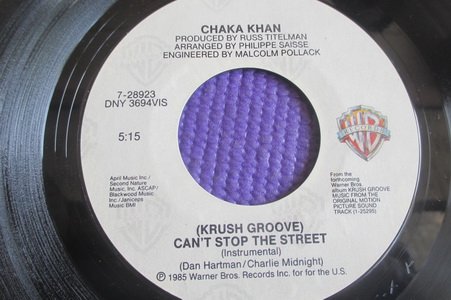 CHAKA KHAN
PRODUCED BY RUSS TITELMAN
ARRANGED BY PHILIPPE SAISSE
ENGINEERED BY MALCOLM POLLACK
7-28923
DNY 3694VIS
5:15
WB
RECORDS
April Music Inc./
Second Nature
Music, Inc. ASCAP/
Blackwood Music
Inc./Janiceps
Music BMI
From the
forthcoming
Warner Bros.
album KRUSH GROOVE
MUSIC FROM THE
ORIGINAL MOTION
PICTURE SOUND
TRACK (1-25295)
(KRUSH GROOVE)
CAN'T STOP THE STREET
(Instrumental)
(Dan Hartman/Charlie Midnight)
℗ 1985 Warner Bros. Records Inc. for for the U.S.